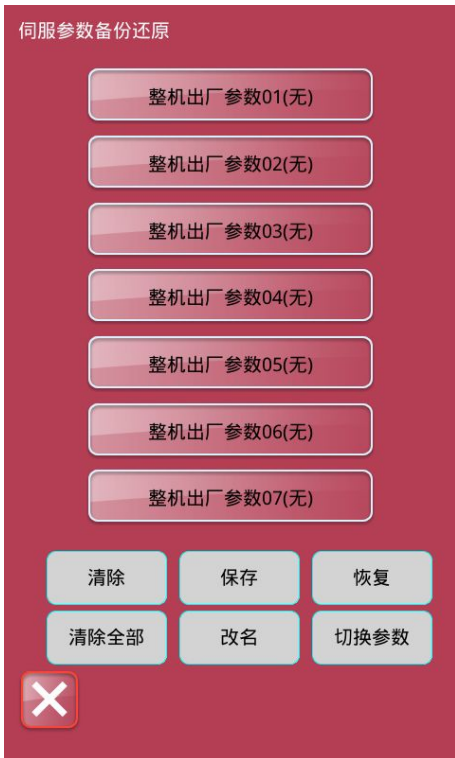 伺服参数备份还原
整机出厂参数01(无)
整机出厂参数02(无)
整机出厂参数03(无)
整机出厂参数04(无)
整机出厂参数05(无)
整机出厂参数06(无)
整机出厂参数07(无)
清除 保存 恢复
清除全部 改名 切换参数